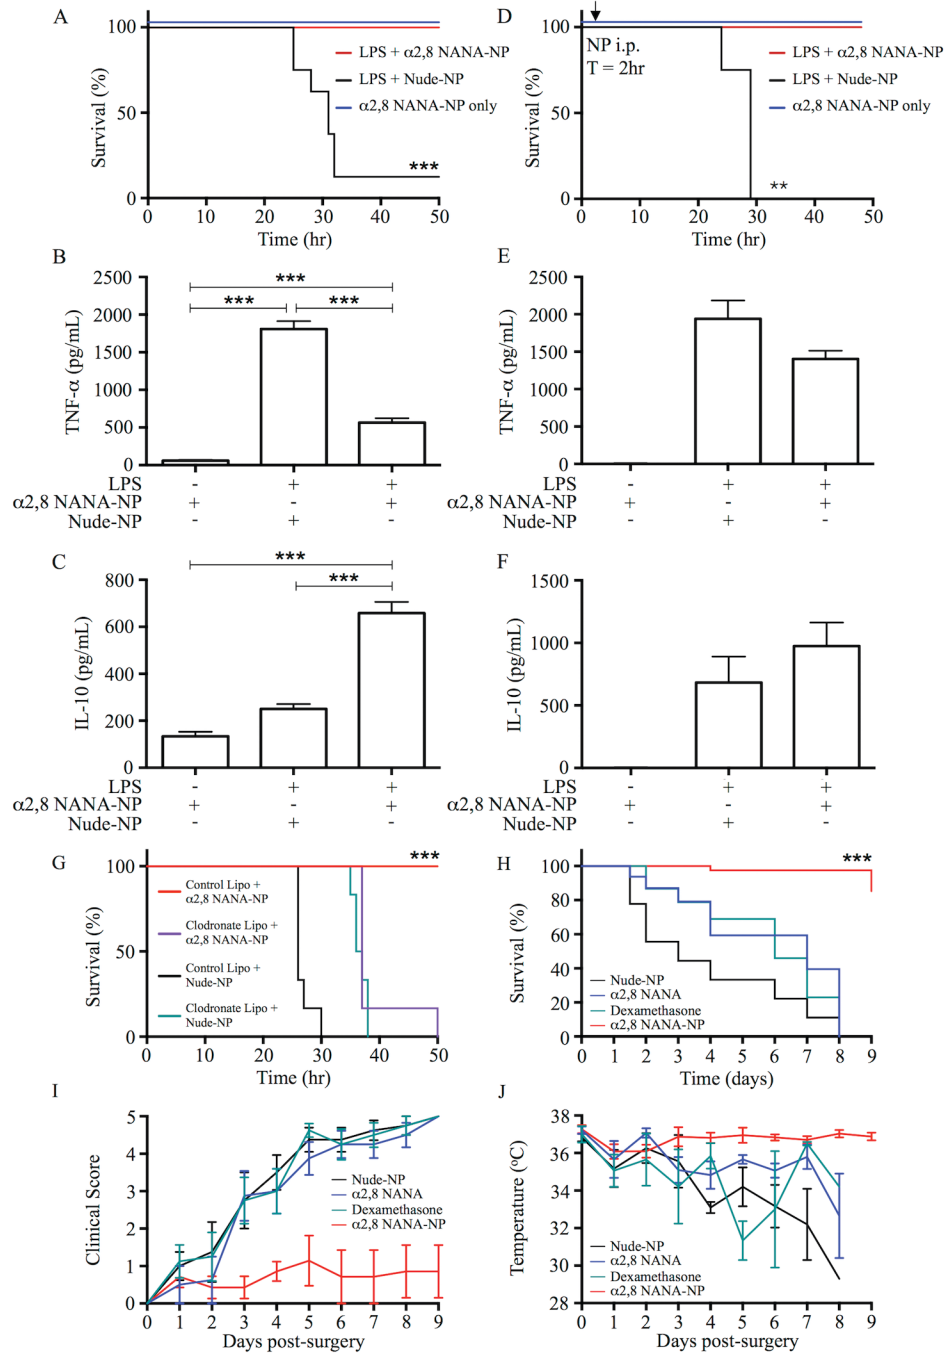 A
100
50
0
Survival (%)
LPS + α2,8 NANA-NP
LPS + Nude-NP
α2,8 NANA-NP only
***
0 10 20 30 40 50
Time (hr)
D
100
50
0
Survival (%)
NP i.p.
T = 2hr
LPS + α2,8 NANA-NP
LPS + Nude-NP
α2,8 NANA-NP only
**
0 10 20 30 40 50
Time (hr)
B
2500
2000
1500
1000
500
0
TNF-α (pg/mL)
***
*** ***
LPS - + +
α2,8 NANA-NP + - +
Nude-NP - + -
E
2500
2000
1500
1000
500
0
TNF-α (pg/mL)
LPS - + +
α2,8 NANA-NP + - +
Nude-NP - + -
C
800
600
400
200
0
IL-10 (pg/mL)
***
***
LPS - + +
α2,8 NANA-NP + - +
Nude-NP - + -
F
1500
1000
500
0
IL-10 (pg/mL)
LPS - + +
α2,8 NANA-NP + - +
Nude-NP - + -
G
100
50
0
Survival (%)
***
Control Lipo +
α2,8 NANA-NP
Clodronate Lipo +
α2,8 NANA-NP
Control Lipo +
Nude-NP
Clodronate Lipo +
Nude-NP
0 10 20 30 40 50
Time (hr)
H
100
80
60
40
20
0
Survival (%)
***
Nude-NP
α2,8 NANA
Dexamethasone
α2,8 NANA-NP
0 1 2 3 4 5 6 7 8 9
Time (days)
I
5
4
3
2
1
0
Clinical Score
Nude-NP
α2,8 NANA
Dexamethasone
α2,8 NANA-NP
0 1 2 3 4 5 6 7 8 9
Days post-surgery
J
38
36
34
32
30
28
Temperature (°C)
Nude-NP
α2,8 NANA
Dexamethasone
α2,8 NANA-NP
0 1 2 3 4 5 6 7 8 9
Days post-surgery